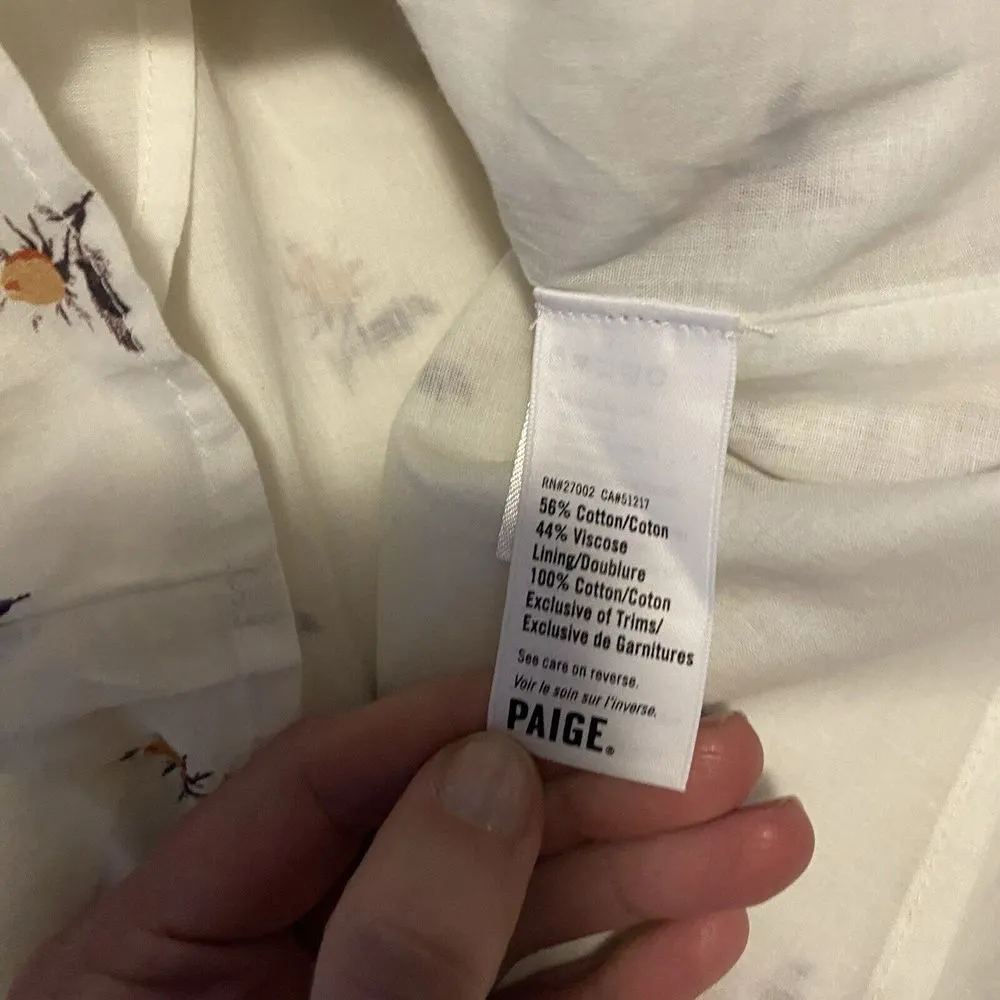 RN#27002 CA#51217
56% Cotton/Coton
44% Viscose
Lining/Doublure
100% Cotton/Coton
Exclusive of Trims/
Exclusive de Garnitures
See care on reverse.
Voir le soin sur l'inverse.
PAIGE®